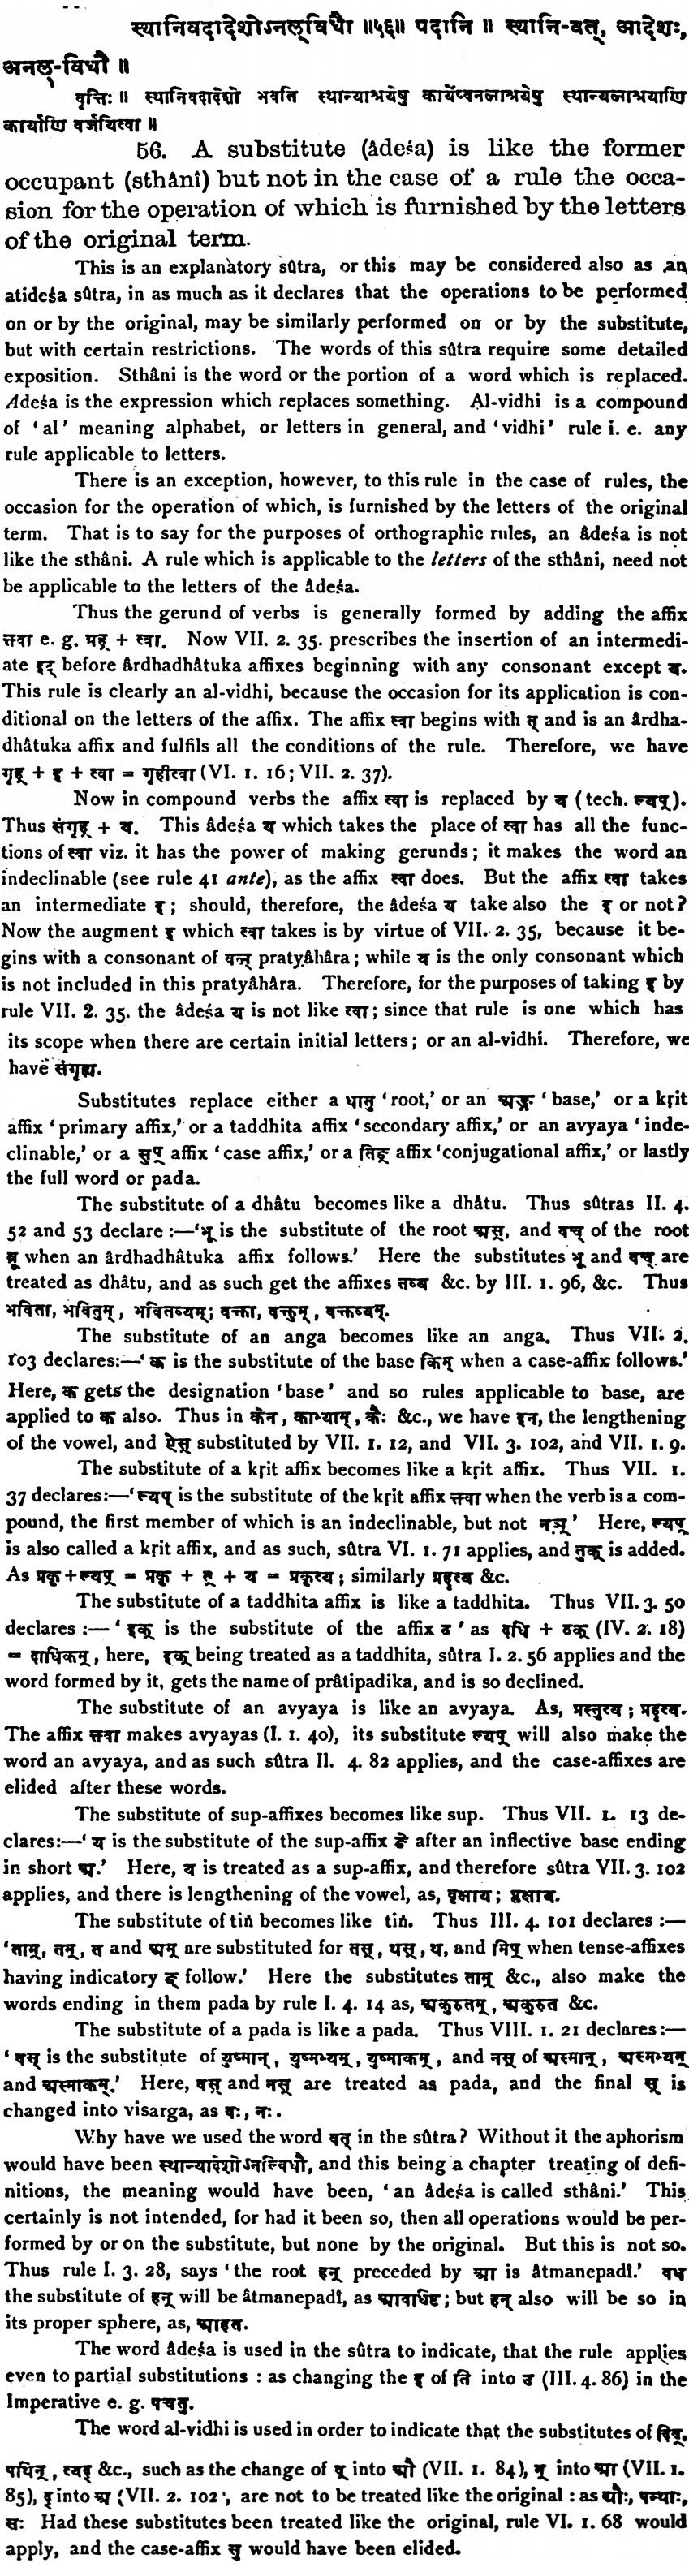 स्थानिवदादेशोऽनल्विधौ ॥५६॥ पदानि ॥ स्थानि-वत्, आदेशः,
अनल्-विधौ ॥
वृत्तिः ॥ स्थानिवदादेशो भवति स्थान्याश्रयेषु कार्येष्वनलाश्रयेषु स्थान्यलाश्रयाणि
कार्याणि वर्जयित्वा ॥
56. A substitute (âdeśa) is like the former
occupant (sthânî) but not in the case of a rule the occa-
sion for the operation of which is furnished by the letters
of the original term.
This is an explanatory sûtra, or this may be considered also as an
atideśa sûtra, in as much as it declares that the operations to be performed
on or by the original, may be similarly performed on or by the substitute,
but with certain restrictions. The words of this sûtra require some detailed
exposition. Sthâni is the word or the portion of a word which is replaced.
Adeśa is the expression which replaces something. Al-vidhi is a compound
of 'al' meaning alphabet, or letters in general, and 'vidhi' rule i. e. any
rule applicable to letters.
There is an exception, however, to this rule in the case of rules, the
occasion for the operation of which, is furnished by the letters of the original
term. That is to say for the purposes of orthographic rules, an âdeśa is not
like the sthâni. A rule which is applicable to the letters of the sthâni, need not
be applicable to the letters of the âdeśa.
Thus the gerund of verbs is generally formed by adding the affix
क्त्वा e. g. ग्रह् + त्वा. Now VII. 2. 35. prescribes the insertion of an intermedi-
ate इट् before ârdhadhâtuka affixes beginning with any consonant except य.
This rule is clearly an al-vidhi, because the occasion for its application is con-
ditional on the letters of the affix. The affix त्वा begins with त् and is an ârdha-
dhâtuka affix and fulfils all the conditions of the rule. Therefore, we have
गृह् + इ + त्वा = गृहीत्वा (VI. 1. 16; VII. 2. 37).
Now in compound verbs the affix त्वा is replaced by य (tech. ल्यप्).
Thus संगृह् + य. This âdeśa य which takes the place of त्वा has all the func-
tions of त्वा viz. it has the power of making gerunds; it makes the word an
indeclinable (see rule 41 ante), as the affix त्वा does. But the affix त्वा takes
an intermediate इ; should, therefore, the âdeśa य take also the इ or not?
Now the augment इ which त्वा takes is by virtue of VII. 2. 35, because it be-
gins with a consonant of वल् pratyâhâra; while य is the only consonant which
is not included in this pratyâhâra. Therefore, for the purposes of taking इ by
rule VII. 2. 35. the âdeśa य is not like त्वा; since that rule is one which has
its scope when there are certain initial letters; or an al-vidhi. Therefore, we
have संगृह्य.
Substitutes replace either a धातु 'root,' or an अङ्ग 'base,' or a kṛit
affix 'primary affix,' or a taddhita affix 'secondary affix,' or an avyaya 'inde-
clinable,' or a सुप् affix 'case affix,' or a तिङ् affix 'conjugational affix,' or lastly
the full word or pada.
The substitute of a dhâtu becomes like a dhâtu. Thus sûtras II. 4.
52 and 53 declare :—'भू is the substitute of the root अस्, and वच् of the root
ब्रू when an ârdhadhâtuka affix follows.' Here the substitutes भू and वच् are
treated as dhâtu, and as such get the affixes तव्य &c. by III. 1. 96, &c. Thus
भविता, भवितुम्, भवितव्यम्; वक्ता, वक्तुम्, वक्तव्यम्.
The substitute of an anga becomes like an anga. Thus VII. 2.
103 declares:—'क is the substitute of the base किम् when a case-affix follows.'
Here, क gets the designation 'base' and so rules applicable to base, are
applied to क also. Thus in केन, काभ्याम्, कैः &c., we have इन, the lengthening
of the vowel, and ऐस् substituted by VII. 1. 12, and VII. 3. 102, and VII. 1. 9.
The substitute of a kṛit affix becomes like a kṛit affix. Thus VII. 1.
37 declares:—'ल्यप् is the substitute of the kṛit affix क्त्वा when the verb is a com-
pound, the first member of which is an indeclinable, but not नञ्' Here, ल्यप्
is also called a kṛit affix, and as such, sûtra VI. 1. 71 applies, and तुक् is added.
As प्रकृ+ल्यप् = प्रकृ + त् + य = प्रकृत्य; similarly प्रहृत्य &c.
The substitute of a taddhita affix is like a taddhita. Thus VII. 3. 50
declares :—'इक् is the substitute of the affix ठ' as दधि + ठक् (IV. 2. 18)
= दाधिकम्, here, इक् being treated as a taddhita, sûtra I. 2. 56 applies and the
word formed by it, gets the name of prâtipadika, and is so declined.
The substitute of an avyaya is like an avyaya. As, प्रस्तुत्य; प्रहृत्य.
The affix क्त्वा makes avyayas (I. 1. 40), its substitute ल्यप् will also make the
word an avyaya, and as such sûtra II. 4. 82 applies, and the case-affixes are
elided after these words.
The substitute of sup-affixes becomes like sup. Thus VII. 1. 13 de-
clares:—'य is the substitute of the sup-affix ङे after an inflective base ending
in short अ.' Here, य is treated as a sup-affix, and therefore sûtra VII. 3. 102
applies, and there is lengthening of the vowel, as, वृक्षाय; प्लक्षाय.
The substitute of tiṅ becomes like tiṅ. Thus III. 4. 101 declares :—
'ताम्, तम्, त and अम् are substituted for तस्, थस्, थ, and मिप् when tense-affixes
having indicatory ङ् follow.' Here the substitutes ताम् &c., also make the
words ending in them pada by rule I. 4. 14 as, अकुरुतम्, अकुरुत &c.
The substitute of a pada is like a pada. Thus VIII. 1. 21 declares:—
'वस् is the substitute of युष्मान्, युष्मभ्यम्, युष्माकम्, and नस् of अस्मान्, अस्मभ्यम्
and अस्माकम्.' Here, वस् and नस् are treated as pada, and the final स् is
changed into visarga, as वः, नः.
Why have we used the word वत् in the sûtra? Without it the aphorism
would have been स्थान्यादेशोऽनल्विधौ, and this being a chapter treating of defi-
nitions, the meaning would have been, 'an âdeśa is called sthâni.' This
certainly is not intended, for had it been so, then all operations would be per-
formed by or on the substitute, but none by the original. But this is not so.
Thus rule I. 3. 28, says 'the root हन् preceded by आ is âtmanepadî.' वध
the substitute of हन् will be âtmanepadî, as आवधिष्ट; but हन् also will be so in
its proper sphere, as, आहत.
The word âdeśa is used in the sûtra to indicate, that the rule applies
even to partial substitutions : as changing the इ of ति into उ (III. 4. 86) in the
Imperative e. g. पचतु.
The word al-vidhi is used in order to indicate that the substitutes of दिव्,
पथिन्, त्यद् &c., such as the change of व् into औ (VII. 1. 84), न् into आ (VII. 1.
85), द् into अ (VII. 2. 102), are not to be treated like the original : as द्यौः, पन्थाः,
सः Had these substitutes been treated like the original, rule VI. 1. 68 would
apply, and the case-affix सु would have been elided.